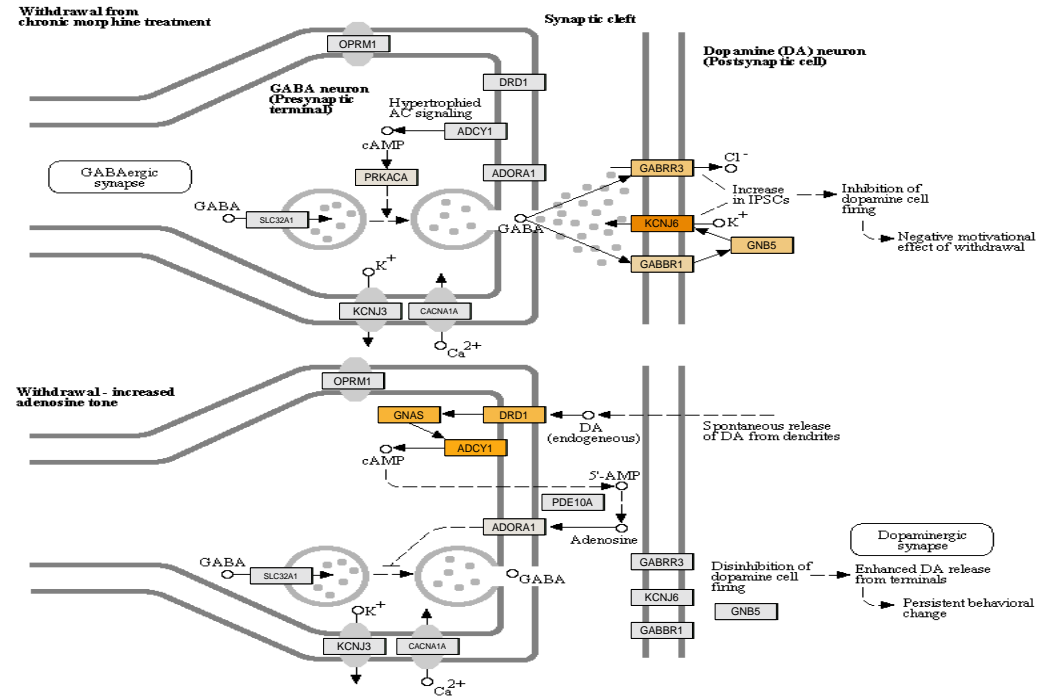 Withdrawal from
chronic morphine treatment
OPRM1
Synaptic cleft
Dopamine (DA) neuron
(Postsynaptic cell)
GABA neuron
(Presynaptic
terminal)
DRD1
Hypertrophied
AC signaling
ADCY1
cAMP
PRKACA
ADORA1
GABAergic
synapse
GABA
SLC32A1
GABA
GABRR3
Cl -
Increase
in IPSCs
Inhibition of
dopamine cell
firing
KCNJ6
K+
GNB5
Negative motivational
effect of withdrawal
GABBR1
K+
KCNJ3
CACNA1A
Ca2+
Withdrawal - increased
adenosine tone
OPRM1
GNAS
DRD1
DA
(endogeneous)
Spontaneous release
of DA from dendrites
ADCY1
cAMP
5'-AMP
PDE10A
ADORA1
Adenosine
Dopaminergic
synapse
GABA
SLC32A1
GABA
GABRR3
Disinhibition of
dopamine cell
firing
Enhanced DA release
from terminals
KCNJ6
GNB5
Persistent behavioral
change
GABBR1
K+
KCNJ3
CACNA1A
Ca2+